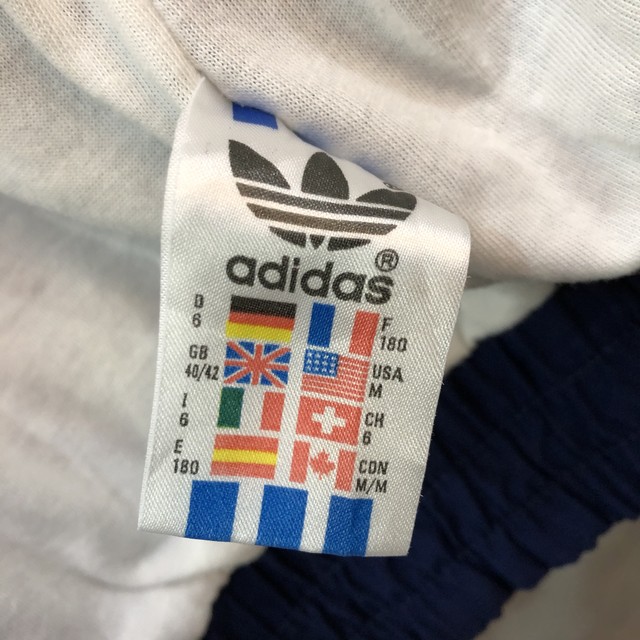 adidas®
D
6
F
180
GB
40/42
USA
M
I
6
CH
6
E
180
CDN
M/M